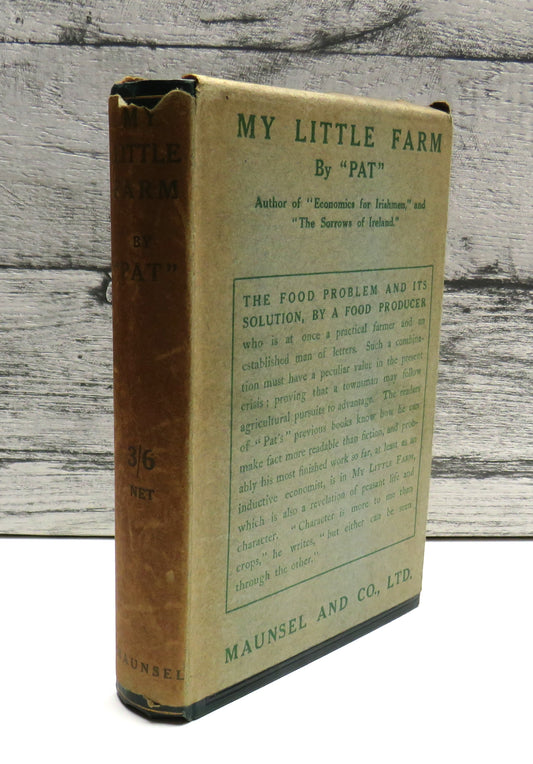 MY
LITTLE
FARM
BY
"PAT"
3/6
NET
MAUNSEL
MY LITTLE FARM
By "PAT"
Author of "Economics for Irishmen," and
"The Sorrows of Ireland."
THE FOOD PROBLEM AND ITS
SOLUTION, BY A FOOD PRODUCER
who is at once a practical farmer and an
established man of letters. Such a combina-
tion must have a peculiar value in the present
crisis; proving that a townsman may follow
agricultural pursuits to advantage. The readers
of "Pat's" previous books know how he can
make fact more readable than fiction, and prob-
ably his most finished work so far, at least as an
inductive economist, is in MY LITTLE FARM,
which is also a revelation of peasant life and
character. "Character is more to me than
crops," he writes, "but either can be seen
through the other."
MAUNSEL AND CO., LTD.